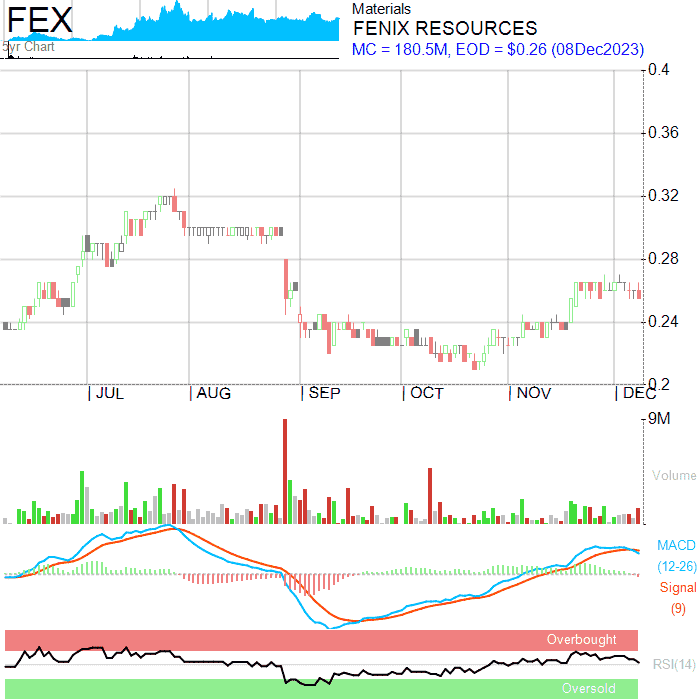 FEX
5yr Chart
Materials
FENIX RESOURCES
MC = 180.5M, EOD = $0.26 (08Dec2023)
0.4
0.36
0.32
0.28
0.24
0.2
JUL AUG SEP OCT NOV DEC
9M
Volume
MACD
(12-26)
Signal
(9)
Overbought
RSI(14)
Oversold